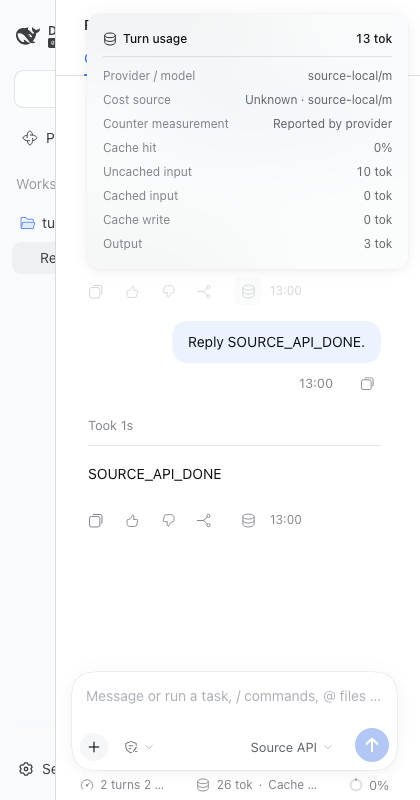 Turn usage 13 tok
Provider / model source-local/m
Cost source Unknown · source-local/m
Counter measurement Reported by provider
Cache hit 0%
Uncached input 10 tok
Cached input 0 tok
Cache write 0 tok
Output 3 tok
Works
tu
Re
13:00
Reply SOURCE_API_DONE.
13:00
Took 1s
SOURCE_API_DONE
13:00
Message or run a task, / commands, @ files ...
Source API
Se
2 turns 2 ... 26 tok · Cache ... 0%